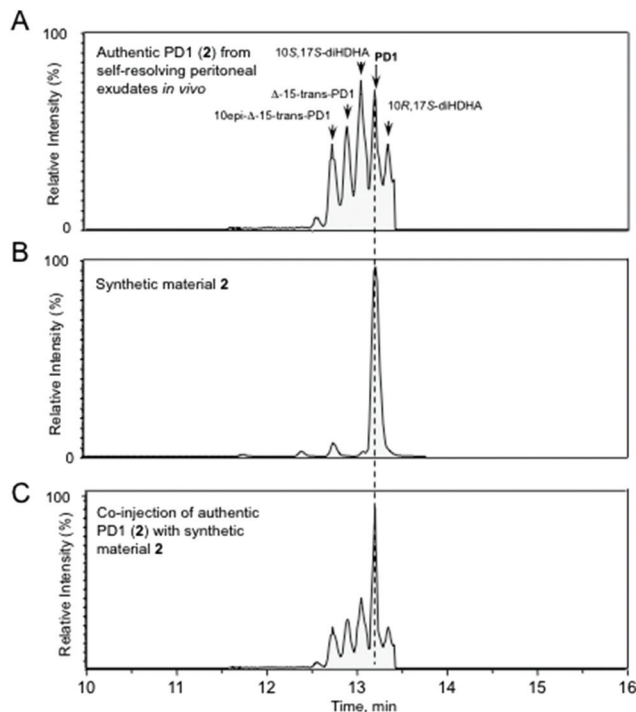 A
100
Relative Intensity (%)
0
Authentic PD1 (2) from
self-resolving peritoneal
exudates in vivo
10S,17S-diHDHA
PD1
Δ-15-trans-PD1
10R,17S-diHDHA
10epi-Δ-15-trans-PD1
B
100
Relative Intensity (%)
0
Synthetic material 2
C
100
Relative Intensity (%)
0
Co-injection of authentic
PD1 (2) with synthetic
material 2
10 11 12 13 14 15 16
Time, min